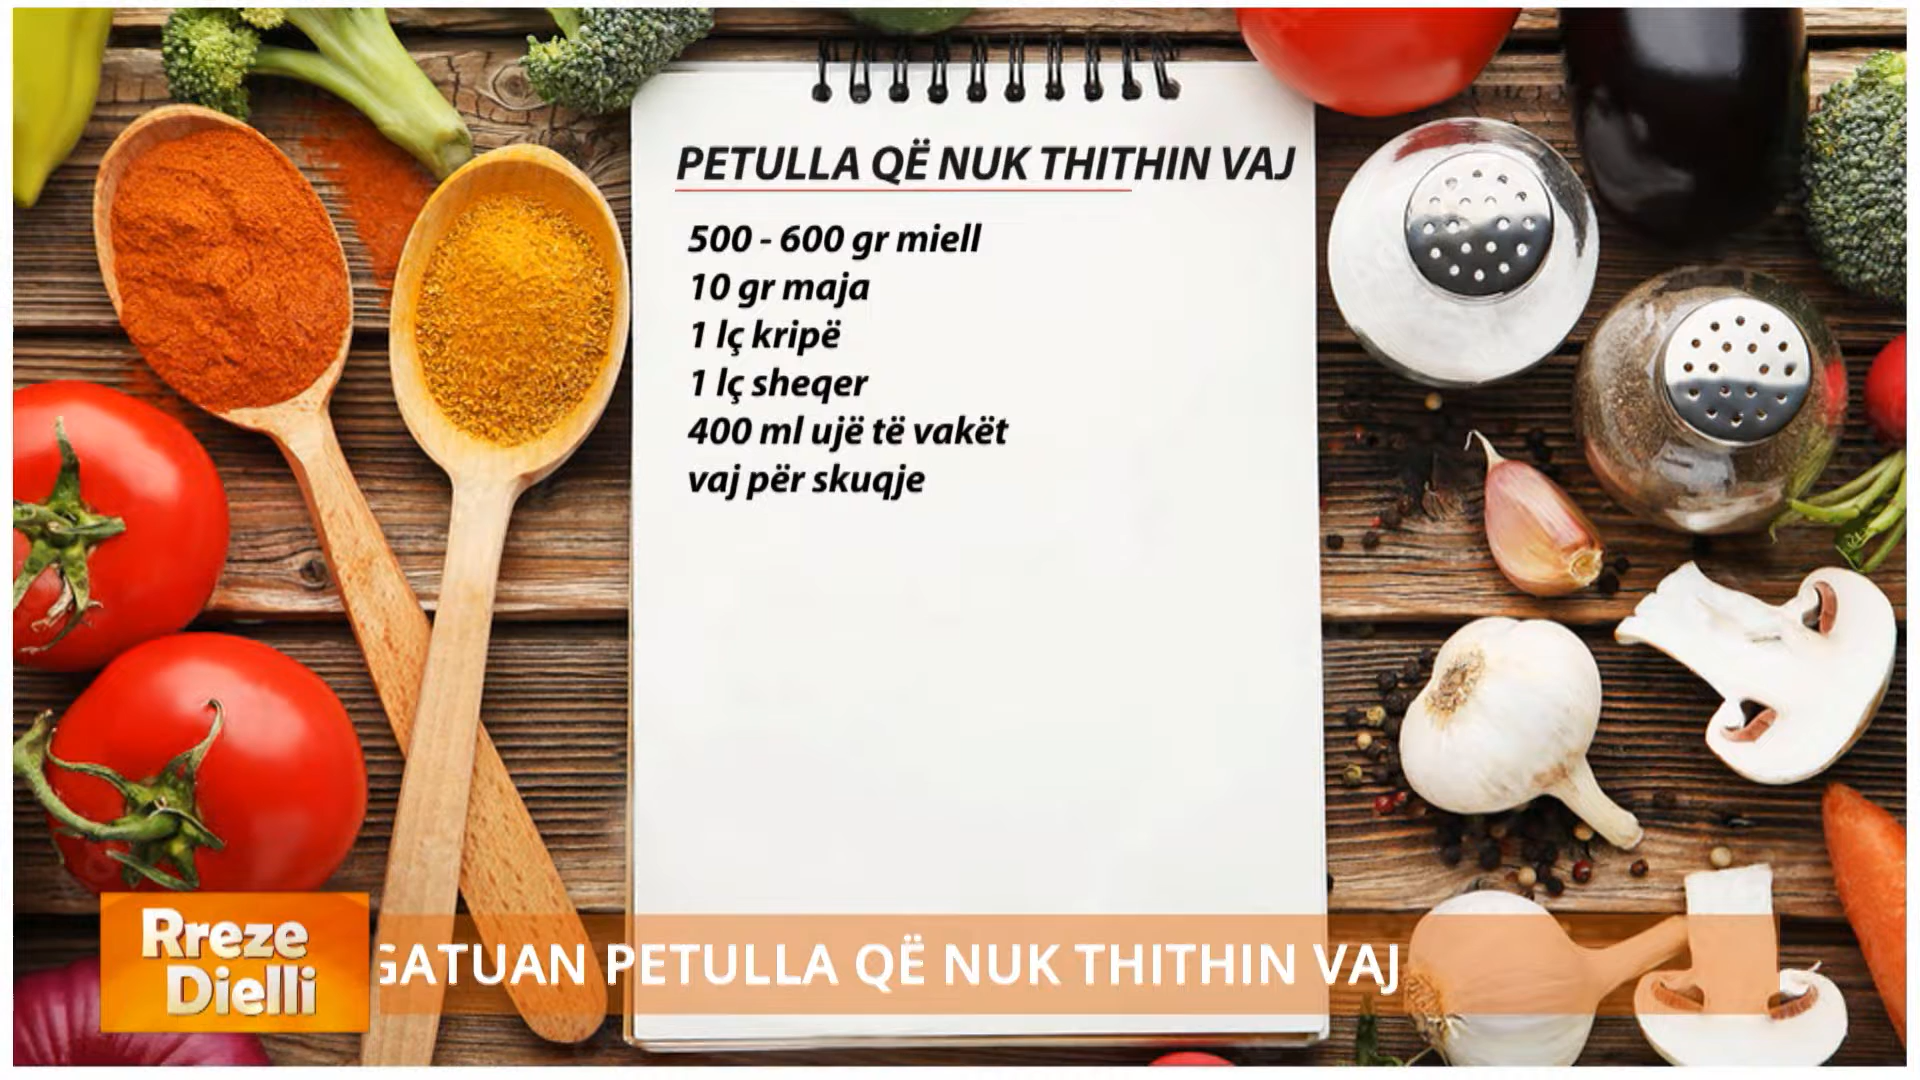 PETULLA QË NUK THITHIN VAJ
500 - 600 gr miell
10 gr maja
1 lç kripë
1 lç sheqer
400 ml ujë të vakët
vaj për skuqje
Rreze
Dielli
GATUAN PETULLA QË NUK THITHIN VAJ